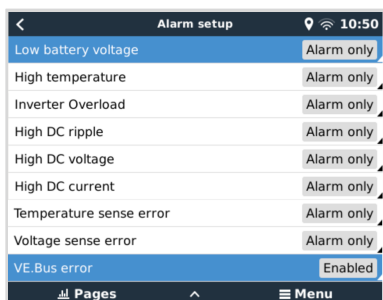 Alarm setup 10:50
Low battery voltage Alarm only
High temperature Alarm only
Inverter Overload Alarm only
High DC ripple Alarm only
High DC voltage Alarm only
High DC current Alarm only
Temperature sense error Alarm only
Voltage sense error Alarm only
VE.Bus error Enabled
Pages Menu